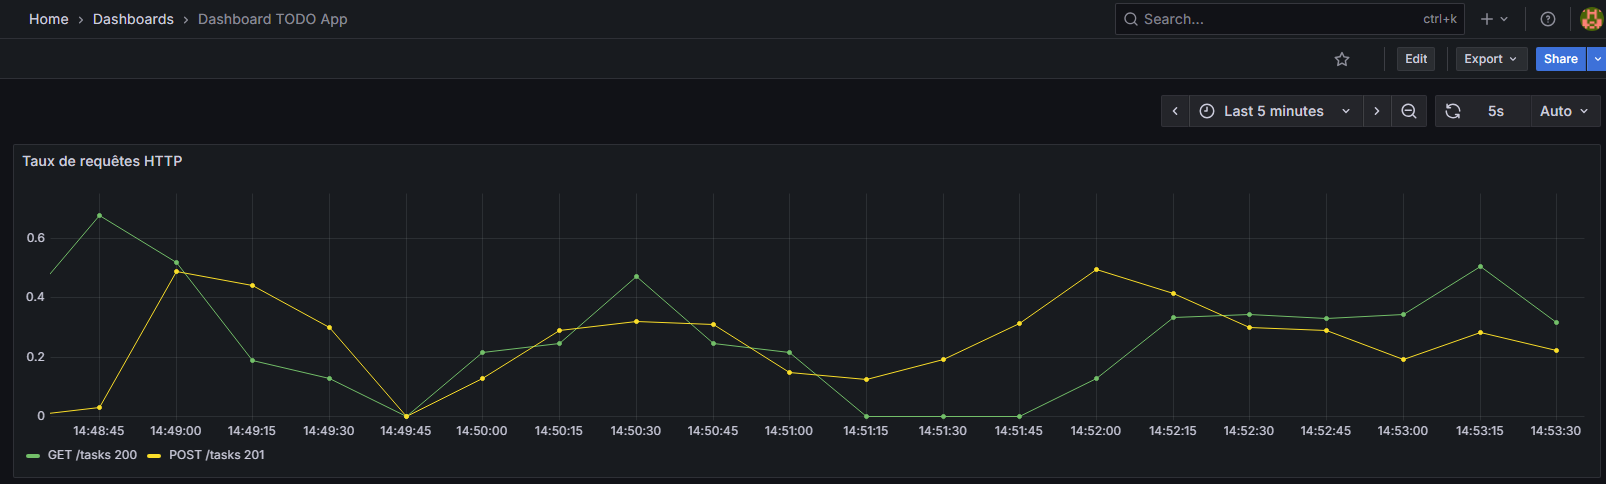 Home › Dashboards › Dashboard TODO App
Search... ctrl+k
Edit Export Share
Last 5 minutes 5s Auto
Taux de requêtes HTTP
0.6
0.4
0.2
0
14:48:45 14:49:00 14:49:15 14:49:30 14:49:45 14:50:00 14:50:15 14:50:30 14:50:45 14:51:00 14:51:15 14:51:30 14:51:45 14:52:00 14:52:15 14:52:30 14:52:45 14:53:00 14:53:15 14:53:30
GET /tasks 200 POST /tasks 201